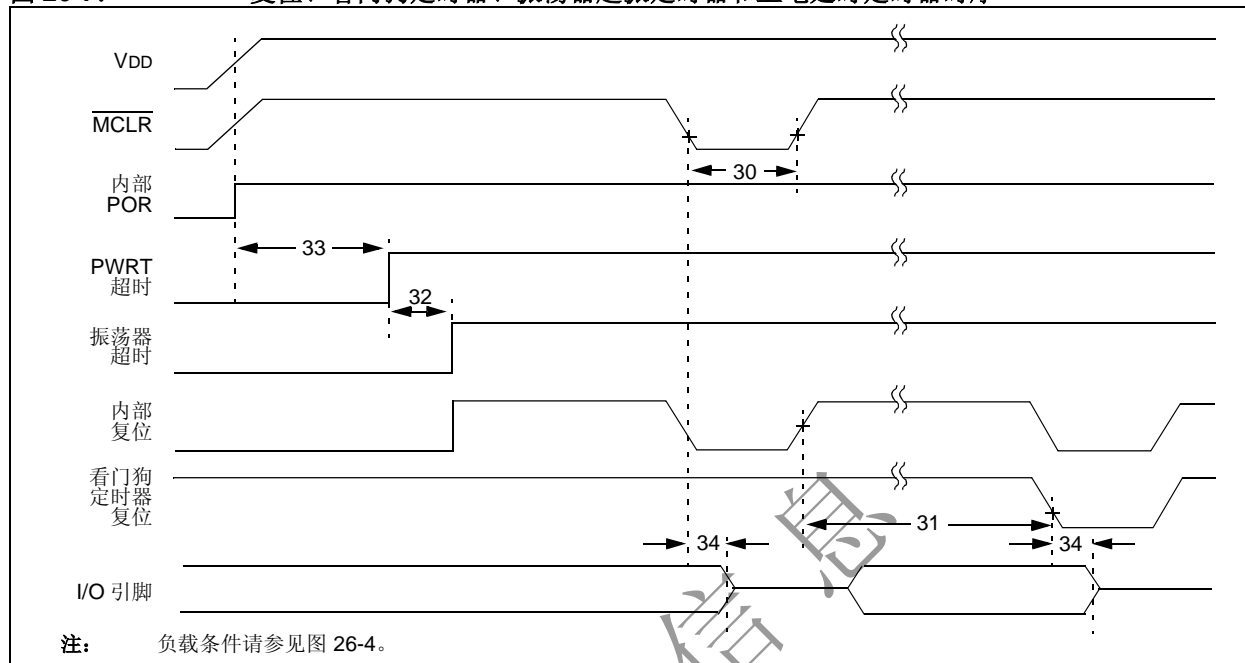 VDD
MCLR
30
内部
POR
33
PWRT
超时
32
振荡器
超时
内部
复位
看门狗
定时器
复位
31
34
34
I/O 引脚
信 息
注： 负载条件请参见图 26-4。